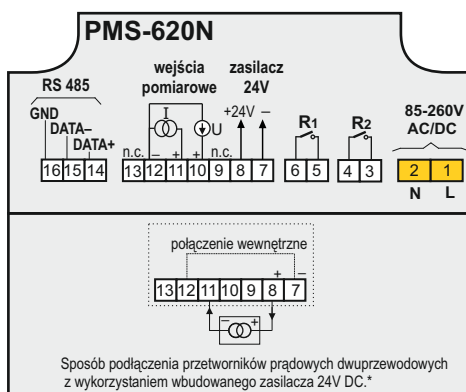 PMS-620N
RS 485
wejścia pomiarowe
zasilacz 24V
GND
DATA–
DATA+
I
U
+24V –
R1
R2
85-260V AC/DC
n.c. – + + n.c.
16 15 14
13 12 11 10 9 8 7
6 5
4 3
2 1
N L
połączenie wewnętrzne
+ –
13 12 11 10 9 8 7
– +
Sposób podłączenia przetworników prądowych dwuprzewodowych
z wykorzystaniem wbudowanego zasilacza 24V DC.*